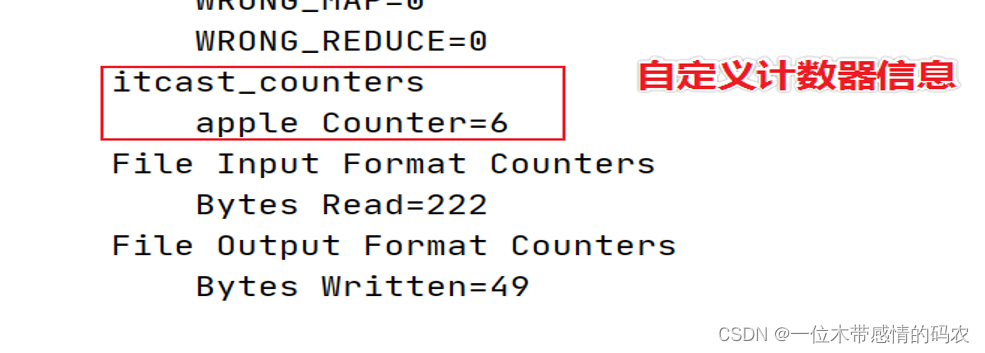 WRONG_MAP=0
WRONG_REDUCE=0
itcast_counters
自定义计数器信息
apple Counter=6
File Input Format Counters
Bytes Read=222
File Output Format Counters
Bytes Written=49
CSDN @一位木带感情的码农